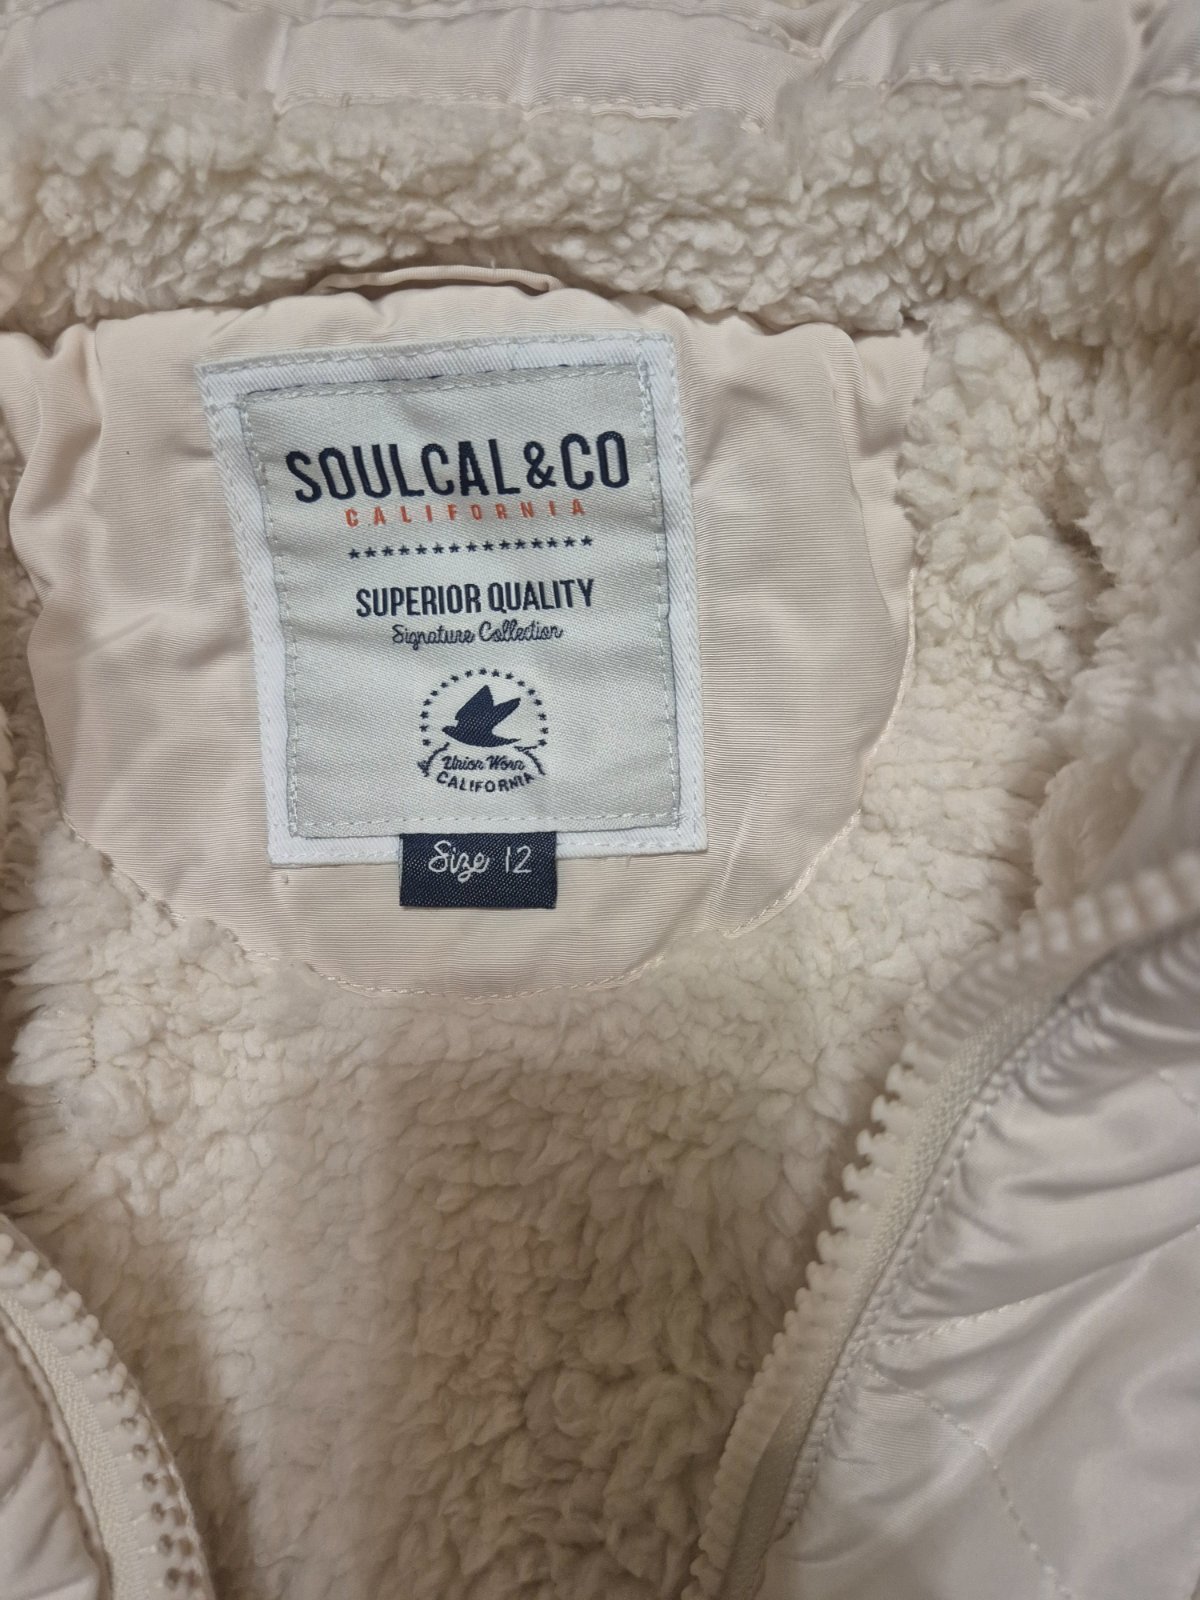 SOULCAL&CO
CALIFORNIA
SUPERIOR QUALITY
Signature Collection
Union Worn
CALIFORNIA
Size 12